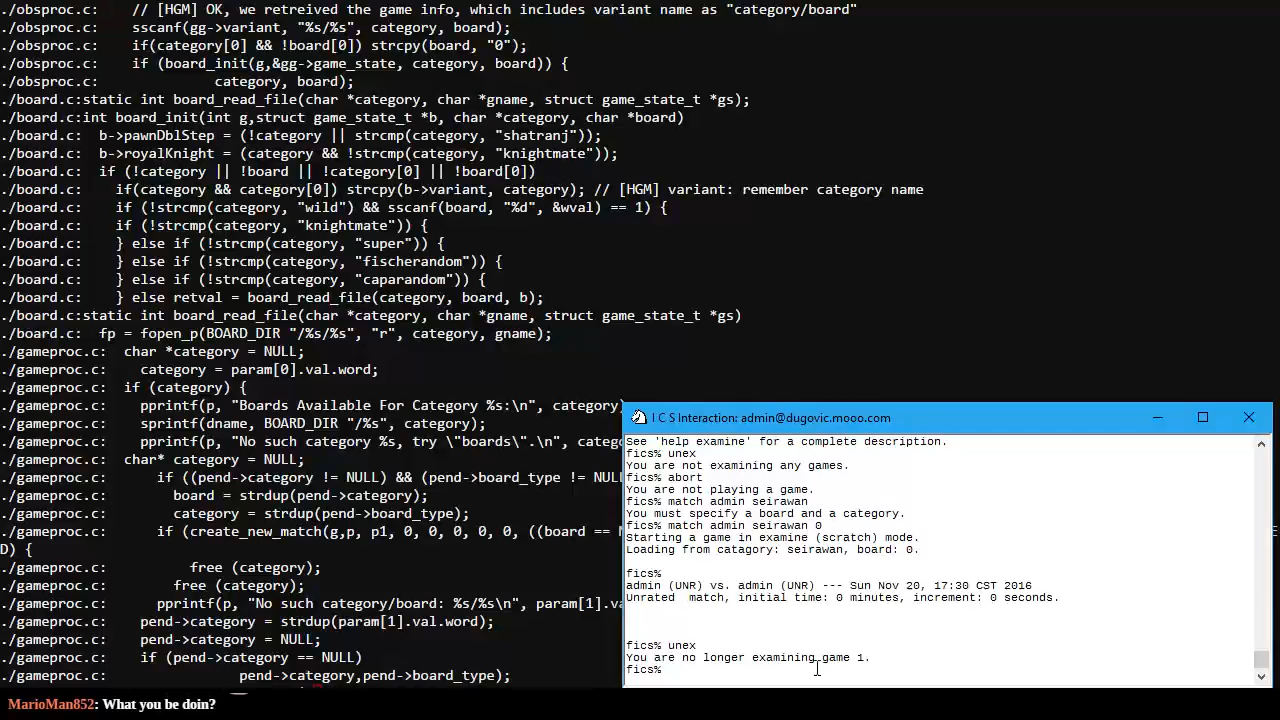 ./obsproc.c:    // [HGM] OK, we retreived the game info, which includes variant name as "category/board"
./obsproc.c:    sscanf(gg->variant, "%s/%s", category, board);
./obsproc.c:    if(category[0] && !board[0]) strcpy(board, "0");
./obsproc.c:    if (board_init(g,&gg->game_state, category, board)) {
./obsproc.c:               category, board);
./board.c:static int board_read_file(char *category, char *gname, struct game_state_t *gs);
./board.c:int board_init(int g,struct game_state_t *b, char *category, char *board)
./board.c:  b->pawnDblStep = (!category || strcmp(category, "shatranj"));
./board.c:  b->royalKnight = (category && !strcmp(category, "knightmate"));
./board.c:  if (!category || !board || !category[0] || !board[0])
./board.c:    if(category && category[0]) strcpy(b->variant, category); // [HGM] variant: remember category name
./board.c:    if (!strcmp(category, "wild") && sscanf(board, "%d", &wval) == 1) {
./board.c:    if (!strcmp(category, "knightmate")) {
./board.c:    } else if (!strcmp(category, "super")) {
./board.c:    } else if (!strcmp(category, "fischerandom")) {
./board.c:    } else if (!strcmp(category, "caparandom")) {
./board.c:    } else retval = board_read_file(category, board, b);
./board.c:static int board_read_file(char *category, char *gname, struct game_state_t *gs)
./board.c:  fp = fopen_p(BOARD_DIR "/%s/%s", "r", category, gname);
./gameproc.c:  char *category = NULL;
./gameproc.c:    category = param[0].val.word;
./gameproc.c:  if (category) {
./gameproc.c:    pprintf(p, "Boards Available For Category %s:\n", category)
./gameproc.c:    sprintf(dname, BOARD_DIR "/%s", category);
./gameproc.c:    pprintf(p, "No such category %s, try \"boards\".\n", categ
./gameproc.c:  char* category = NULL;
./gameproc.c:      if ((pend->category != NULL) && (pend->board_type != NUL
./gameproc.c:        board = strdup(pend->category);
./gameproc.c:        category = strdup(pend->board_type);
./gameproc.c:      if (create_new_match(g,p, p1, 0, 0, 0, 0, 0, ((board == N
D) {
./gameproc.c:        free (category);
./gameproc.c:        free (category);
./gameproc.c:      pprintf(p, "No such category/board: %s/%s\n", param[1].v
./gameproc.c:    pend->category = strdup(param[1].val.word);
./gameproc.c:    pend->category = NULL;
./gameproc.c:    if (pend->category == NULL)
./gameproc.c:                pend->category,pend->board_type);
I C S Interaction: admin@dugovic.mooo.com
See 'help examine' for a complete description.
fics% unex
You are not examining any games.
fics% abort
You are not playing a game.
fics% match admin seirawan
You must specify a board and a category.
fics% match admin seirawan 0
Starting a game in examine (scratch) mode.
Loading from catagory: seirawan, board: 0.
fics%
admin (UNR) vs. admin (UNR) --- Sun Nov 20, 17:30 CST 2016
Unrated  match, initial time: 0 minutes, increment: 0 seconds.
fics% unex
You are no longer examining game 1.
fics%
MarioMan852: What you be doin?